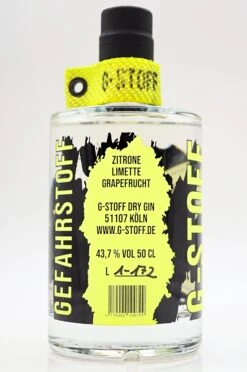 G-STOFF
ZITRONE
LIMETTE
GRAPEFRUCHT
G-STOFF DRY GIN
51107 KÖLN
WWW.G-STOFF.DE
43,7 % VOL 50 CL
L 1-172
GEFAHRSTOFF
G-STOFF